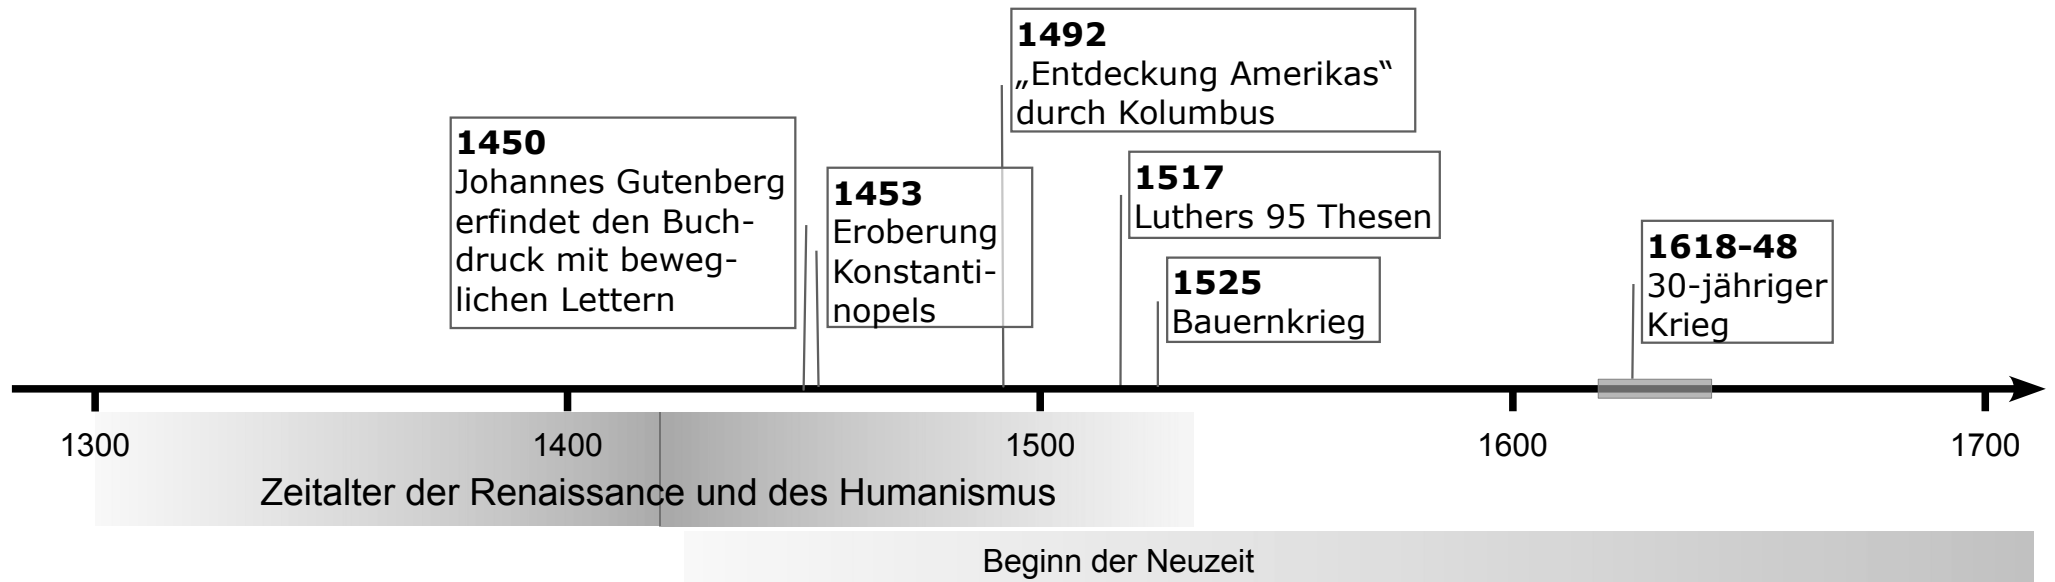 1492
„Entdeckung Amerikas“
durch Kolumbus
1450
Johannes Gutenberg
erfindet den Buch-
druck mit beweg-
lichen Lettern
1453
Eroberung
Konstanti-
nopels
1517
Luthers 95 Thesen
1525
Bauernkrieg
1618-48
30-jähriger
Krieg
1300 1400 1500 1600 1700
Zeitalter der Renaissance und des Humanismus
Beginn der Neuzeit